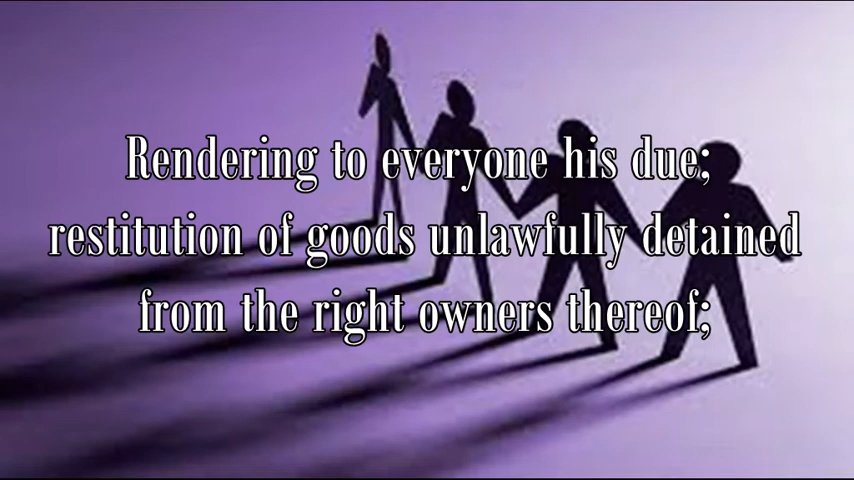 Rendering to everyone his due;
restitution of goods unlawfully detained
from the right owners thereof;